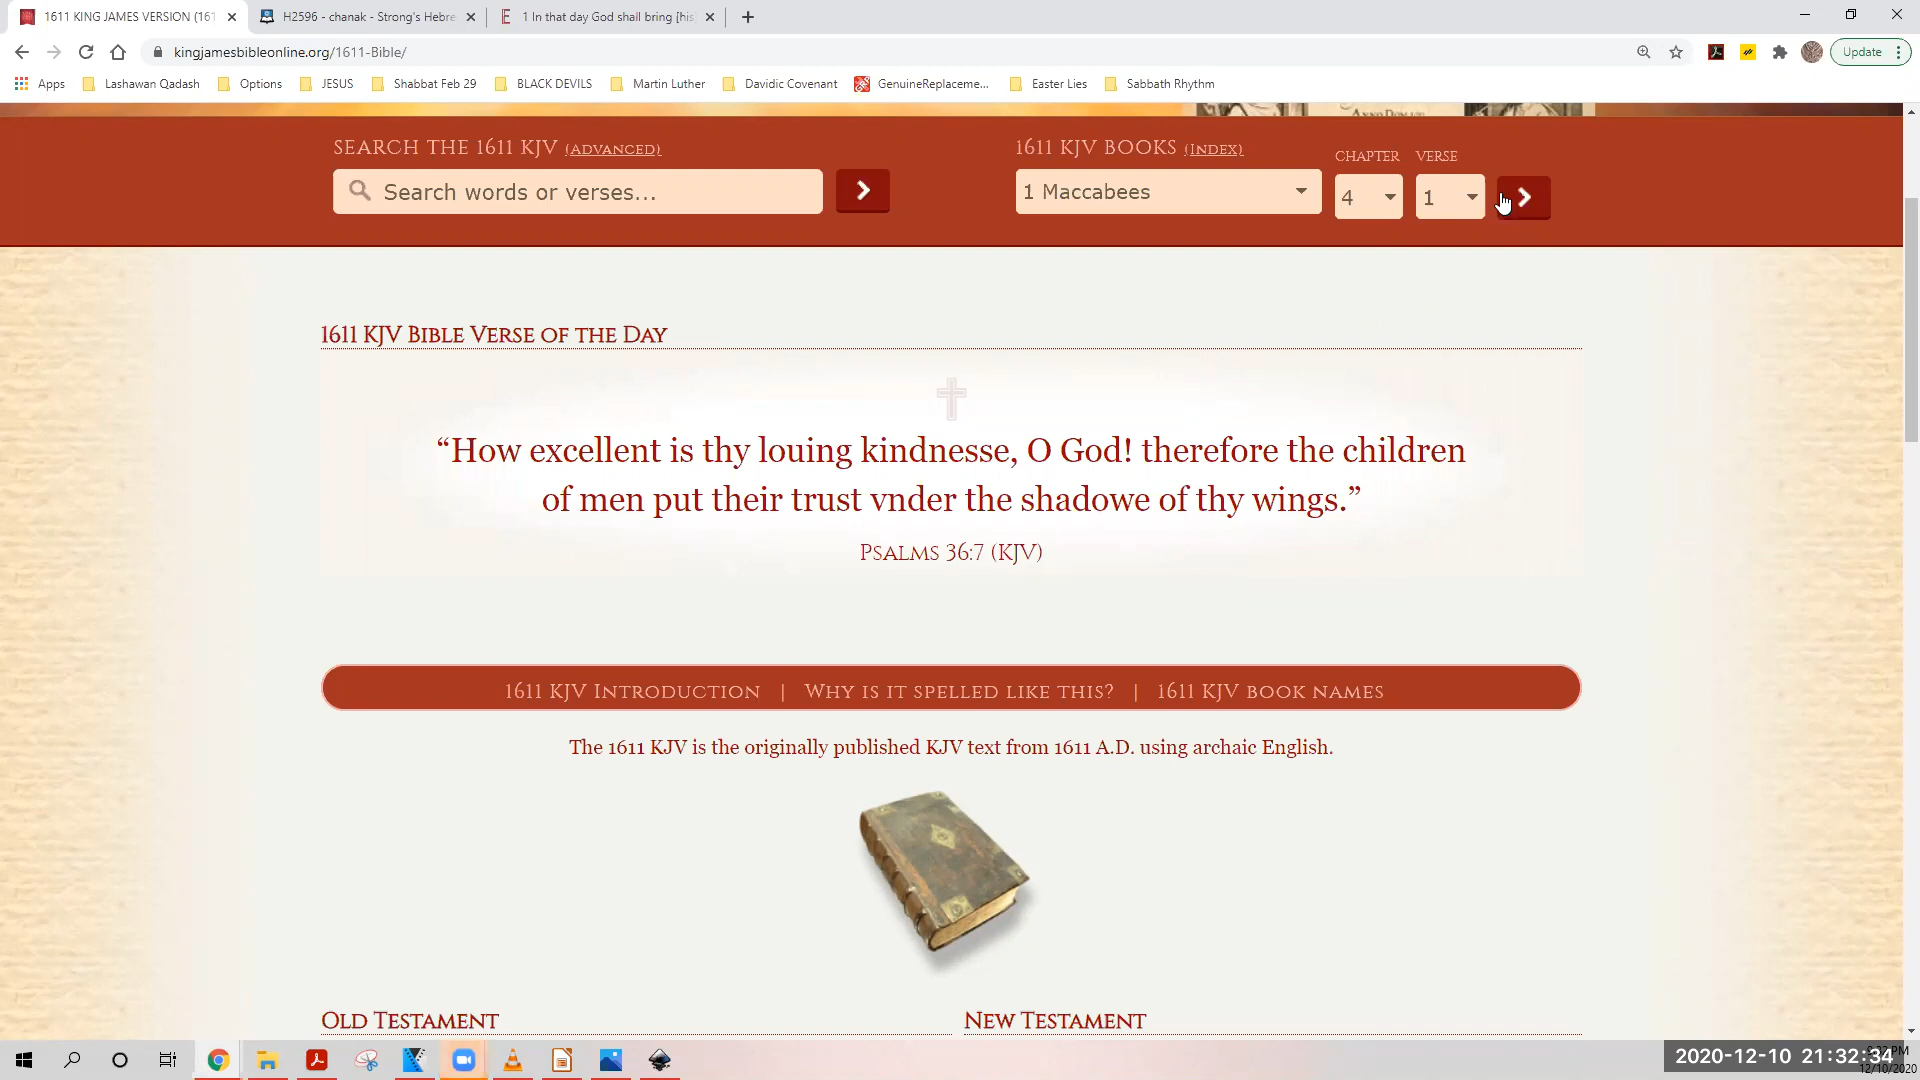 1611 KING JAMES VERSION (161
H2596 - chanak - Strong's Hebre
1 In that day God shall bring [his
kingjamesbibleonline.org/1611-Bible/
Update
Apps
Lashawan Qadash
Options
JESUS
Shabbat Feb 29
BLACK DEVILS
Martin Luther
Davidic Covenant
GenuineReplaceme...
Easter Lies
Sabbath Rhythm
ANNO DOM
SEARCH THE 1611 KJV (ADVANCED)
Search words or verses...
1611 KJV BOOKS (INDEX)
CHAPTER
VERSE
1 Maccabees
4
1
1611 KJV BIBLE VERSE OF THE DAY
“How excellent is thy louing kindnesse, O God! therefore the children
of men put their trust vnder the shadowe of thy wings.”
PSALMS 36:7 (KJV)
1611 KJV INTRODUCTION | WHY IS IT SPELLED LIKE THIS? | 1611 KJV BOOK NAMES
The 1611 KJV is the originally published KJV text from 1611 A.D. using archaic English.
OLD TESTAMENT
NEW TESTAMENT
2020-12-10 21:32:34
12/10/2020